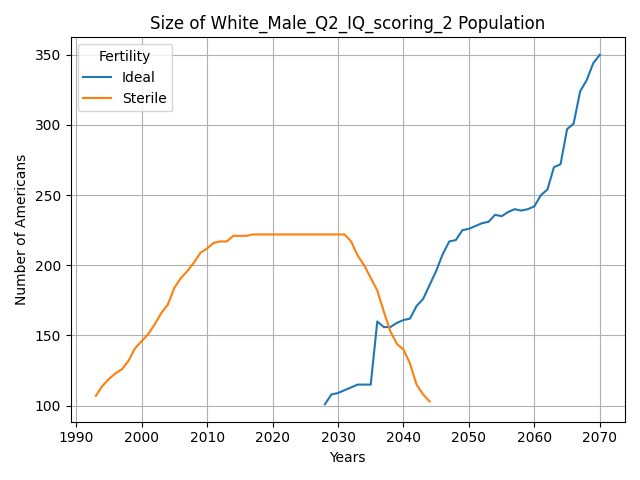 Size of White_Male_Q2_IQ_scoring_2 Population
Fertility
Ideal
Sterile
Number of Americans
350
300
250
200
150
100
1990 2000 2010 2020 2030 2040 2050 2060 2070
Years